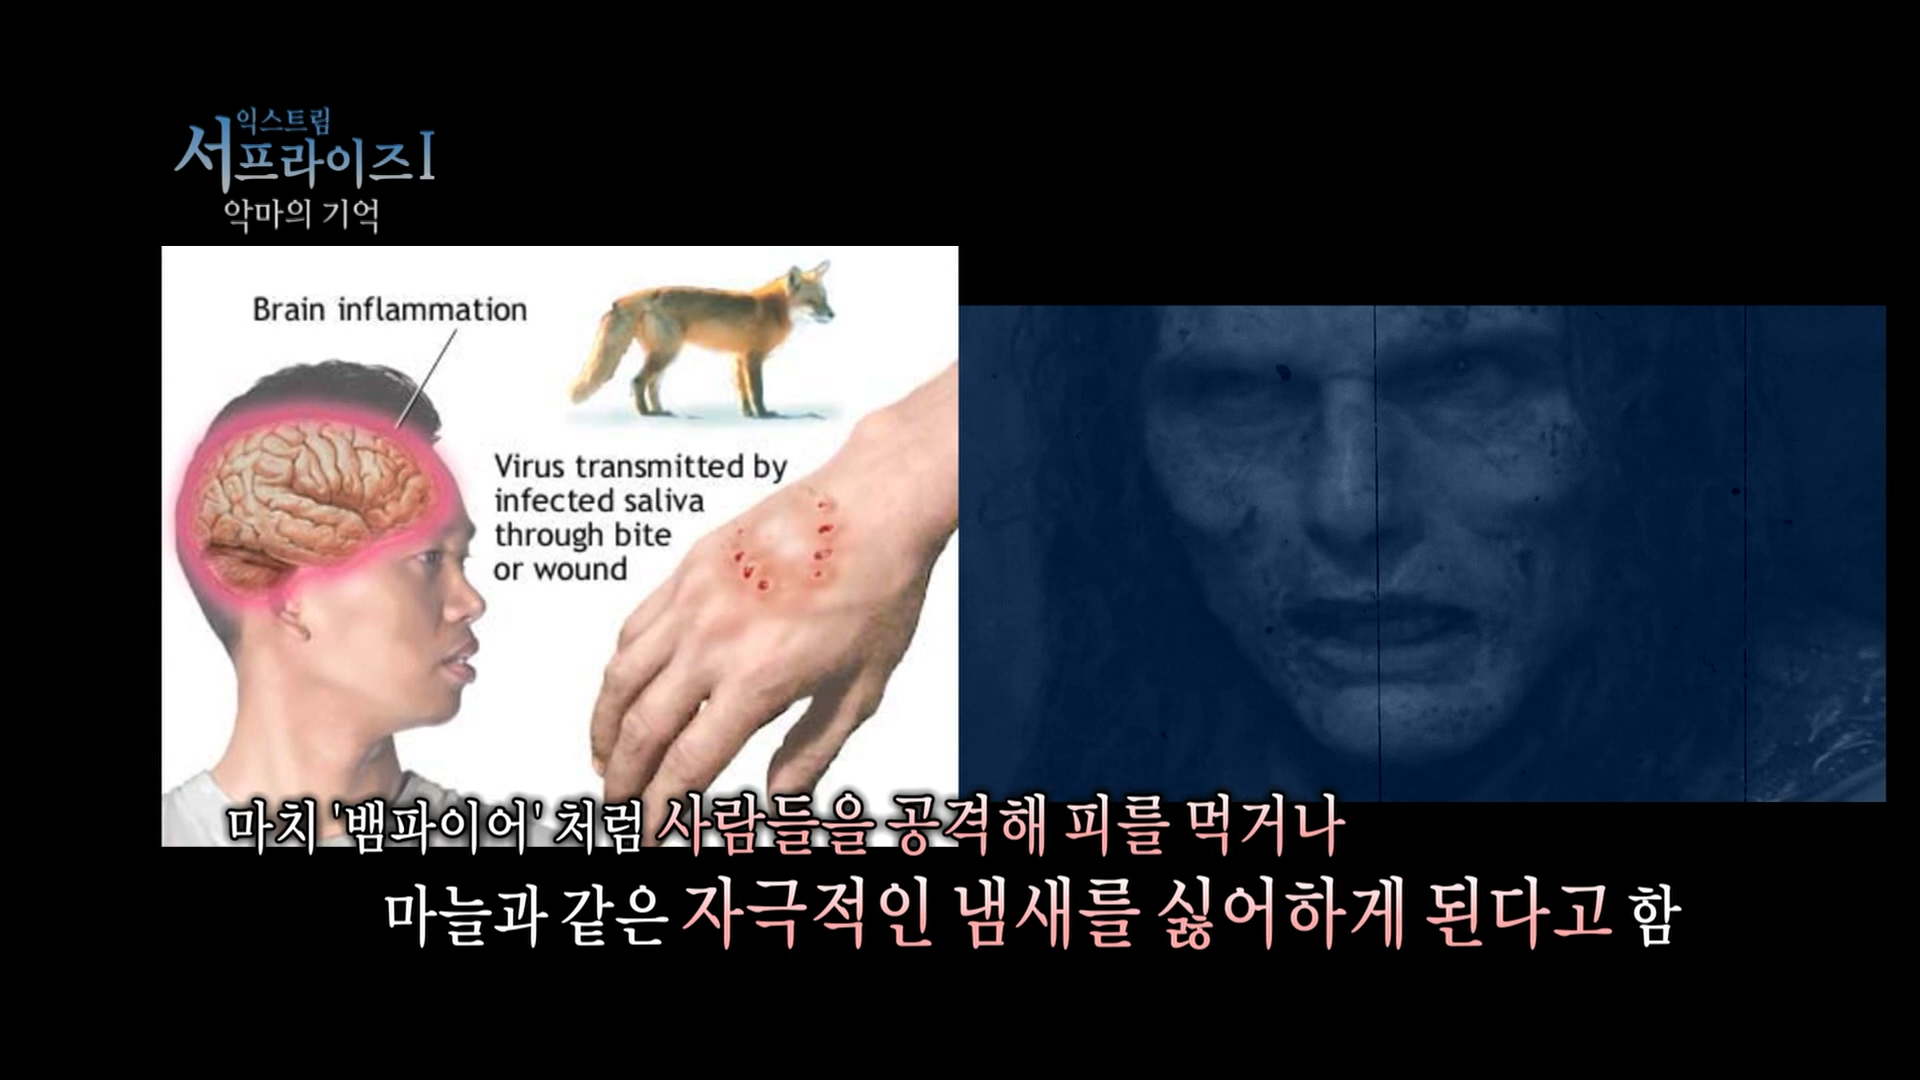 익스트림
서프라이즈 I
악마의 기억
Brain inflammation
Virus transmitted by
infected saliva
through bite
or wound
마치 '뱀파이어' 처럼 사람들을 공격해 피를 먹거나
마늘과 같은 자극적인 냄새를 싫어하게 된다고 함